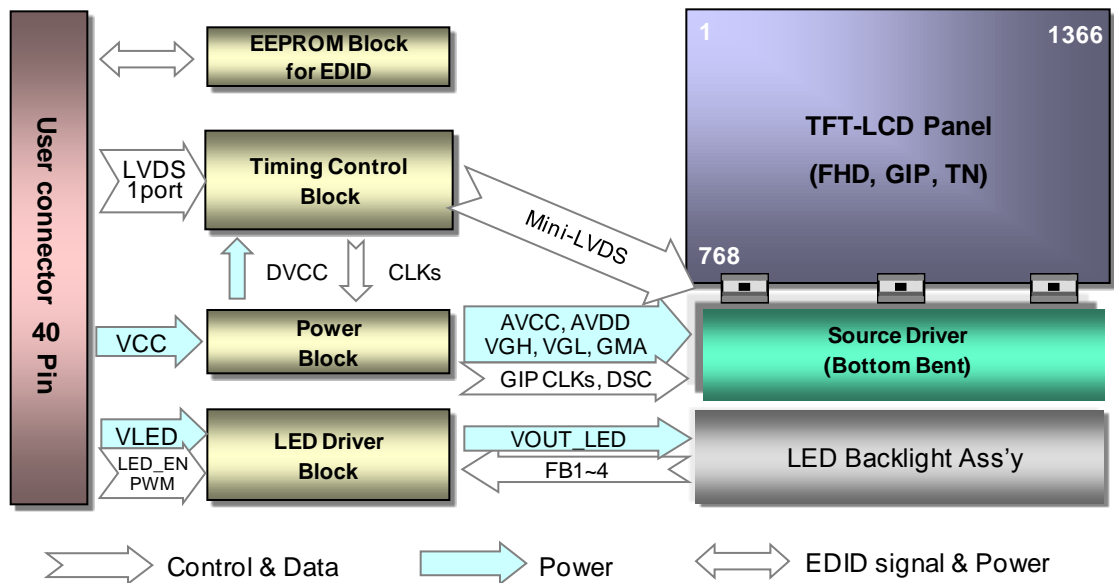 EEPROM Block
for EDID
1
1366
User connector
40
Pin
LVDS
1port
Timing Control
Block
TFT-LCD Panel
(FHD, GIP, TN)
Mini-LVDS
768
DVCC
CLKs
VCC
Power
Block
AVCC, AVDD
VGH, VGL, GMA
GIP CLKs, DSC
Source Driver
(Bottom Bent)
VLED
LED_EN
PWM
LED Driver
Block
VOUT_LED
FB1~4
LED Backlight Ass'y
Control & Data
Power
EDID signal & Power